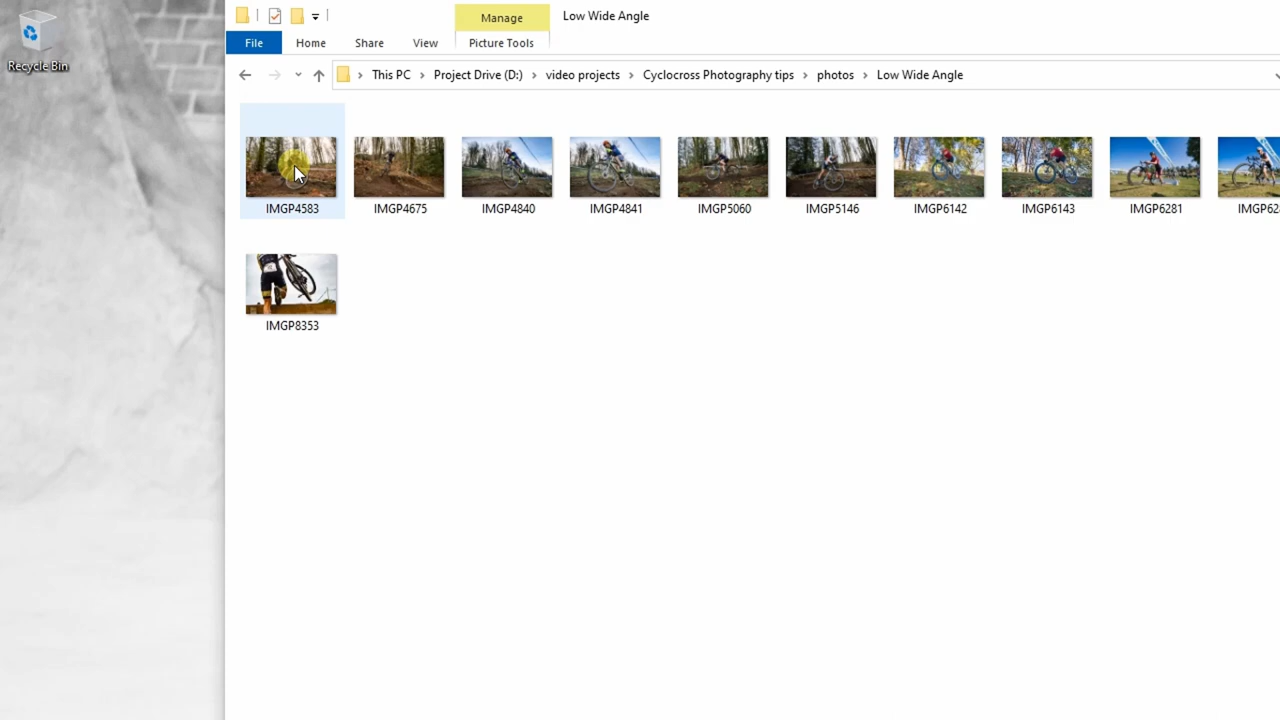 Recycle Bin
Manage
Low Wide Angle
File
Home
Share
View
Picture Tools
This PC
Project Drive (D:)
video projects
Cyclocross Photography tips
photos
Low Wide Angle
IMGP4583
IMGP4675
IMGP4840
IMGP4841
IMGP5060
IMGP5146
IMGP6142
IMGP6143
IMGP6281
IMGP8353